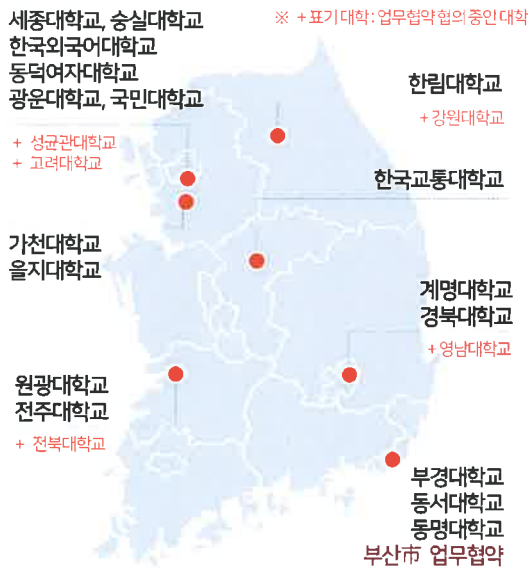 세종대학교, 숭실대학교
한국외국어대학교
동덕여자대학교
광운대학교, 국민대학교
+ 성균관대학교
+ 고려대학교
※ +표기 대학: 업무협약 협의 중인 대학
한림대학교
+강원대학교
한국교통대학교
가천대학교
을지대학교
계명대학교
경북대학교
+영남대학교
원광대학교
전주대학교
+ 전북대학교
부경대학교
동서대학교
동명대학교
부산市 업무협약